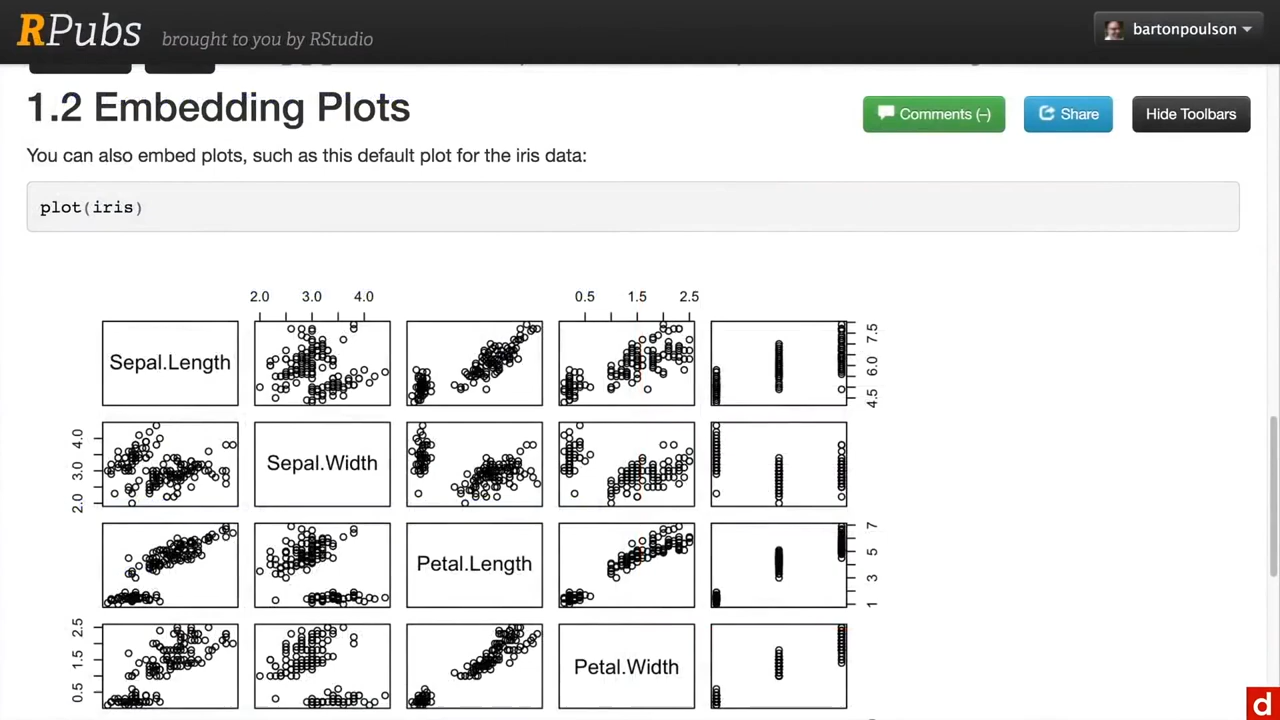 RPubs brought to you by RStudio
bartonpoulson
1.2 Embedding Plots
Comments (–)
Share
Hide Toolbars
You can also embed plots, such as this default plot for the iris data:
plot(iris)
2.0 3.0 4.0
0.5 1.5 2.5
Sepal.Length
4.5 6.0 7.5
2.0 3.0 4.0
Sepal.Width
Petal.Length
1 3 5 7
0.5 1.5 2.5
Petal.Width
d